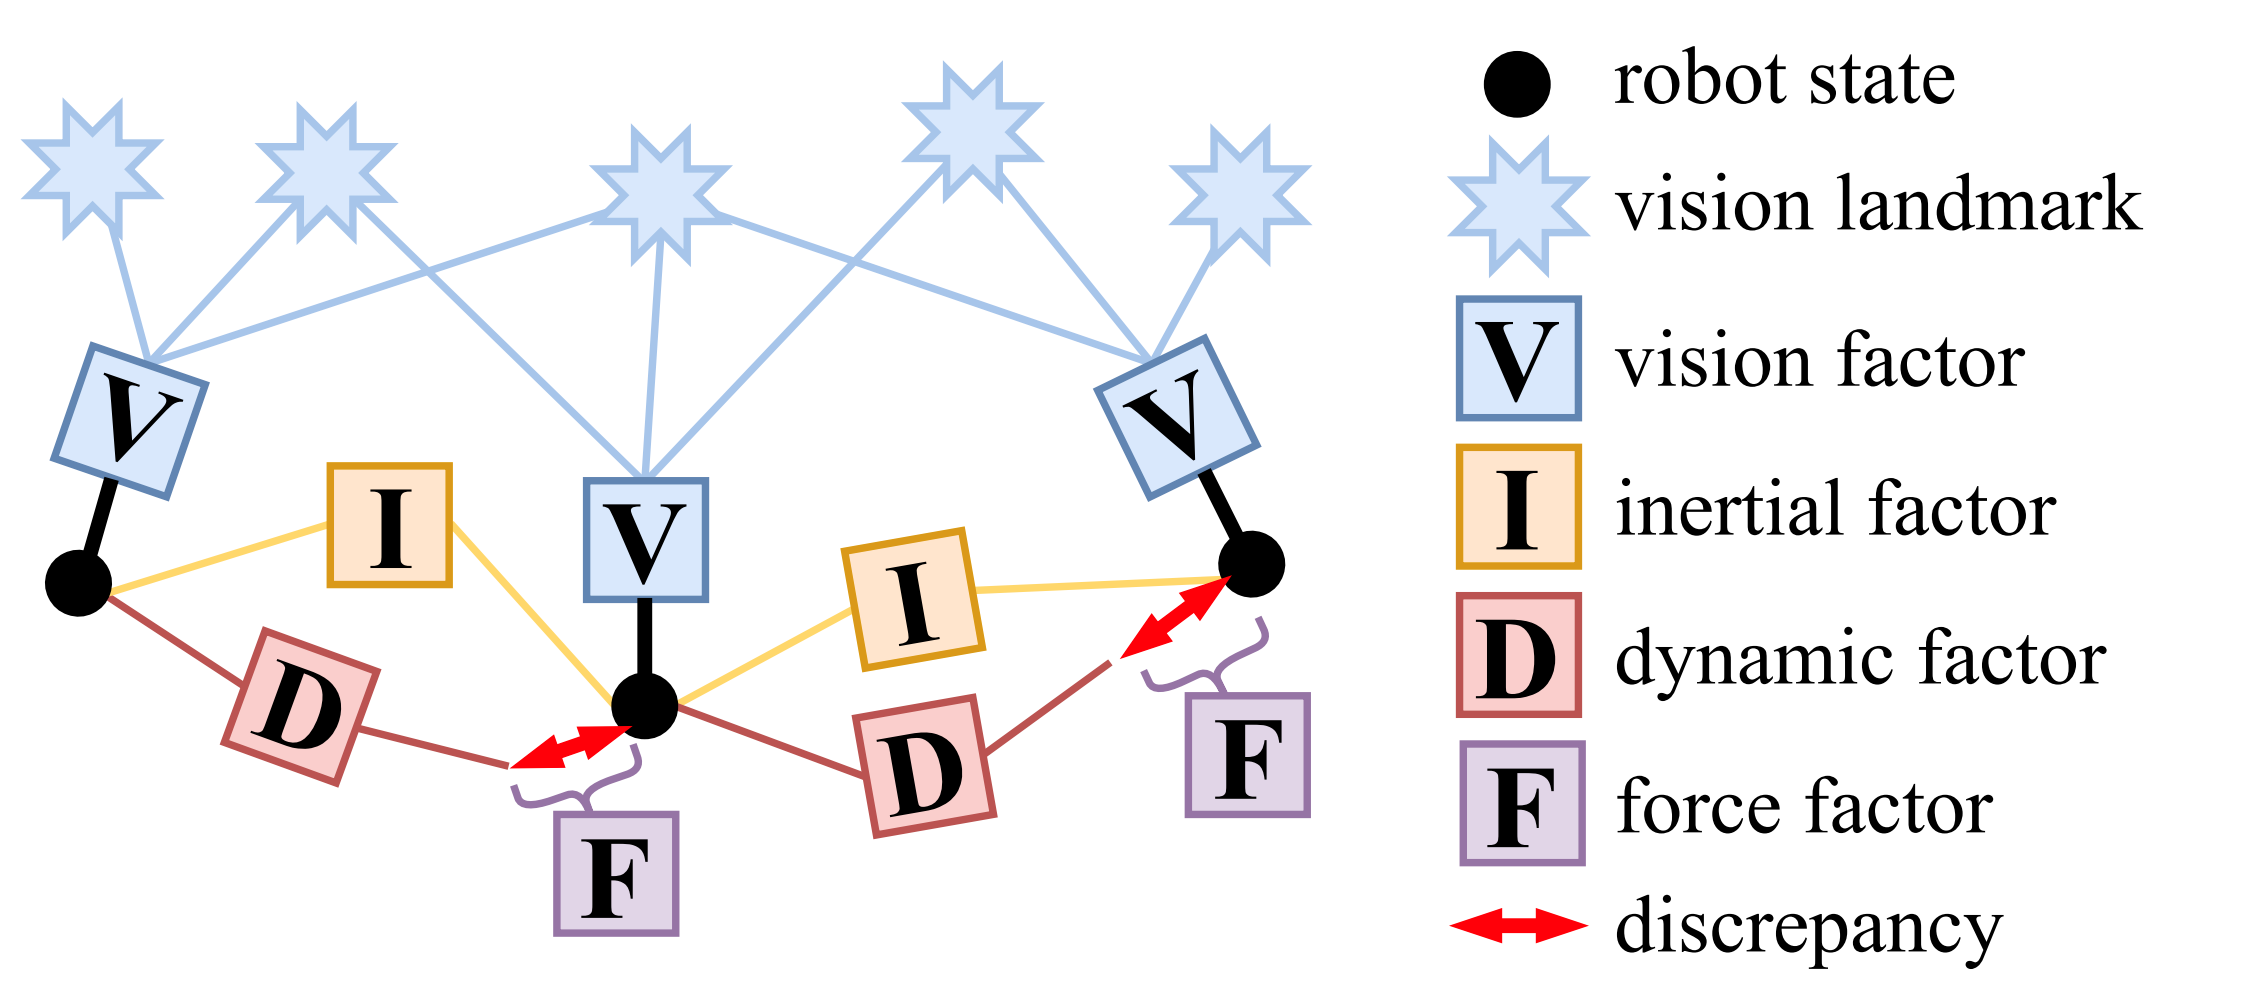 V
I
V
I
V
D
D
F
F
robot state
vision landmark
V vision factor
I inertial factor
D dynamic factor
F force factor
discrepancy